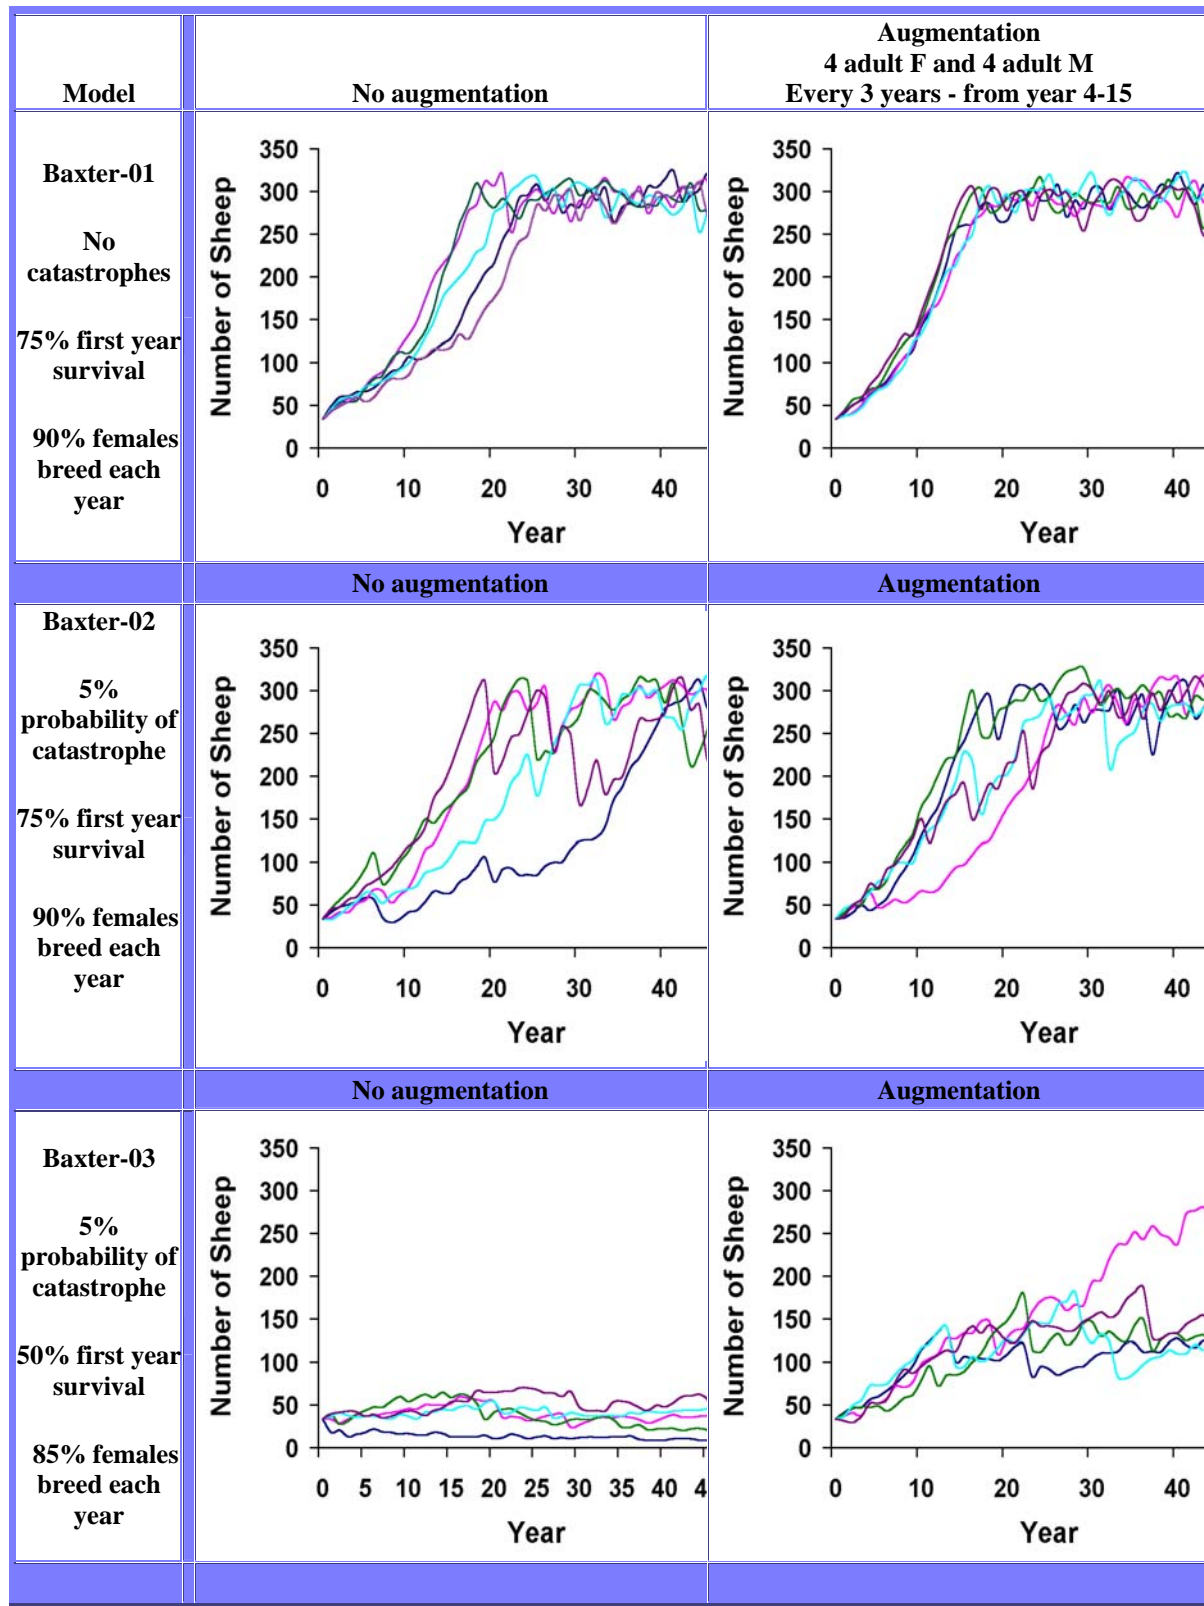 Model
No augmentation
Augmentation
4 adult F and 4 adult M
Every 3 years - from year 4-15
Baxter-01
No
catastrophes
75% first year
survival
90% females
breed each
year
350
300
250
200
150
100
50
0
Number of Sheep
0 10 20 30 40
Year
350
300
250
200
150
100
50
0
Number of Sheep
0 10 20 30 40
Year
No augmentation
Augmentation
Baxter-02
5%
probability of
catastrophe
75% first year
survival
90% females
breed each
year
350
300
250
200
150
100
50
0
Number of Sheep
0 10 20 30 40
Year
350
300
250
200
150
100
50
0
Number of Sheep
0 10 20 30 40
Year
No augmentation
Augmentation
Baxter-03
5%
probability of
catastrophe
50% first year
survival
85% females
breed each
year
350
300
250
200
150
100
50
0
Number of Sheep
0 5 10 15 20 25 30 35 40 4
Year
350
300
250
200
150
100
50
0
Number of Sheep
0 10 20 30 40
Year